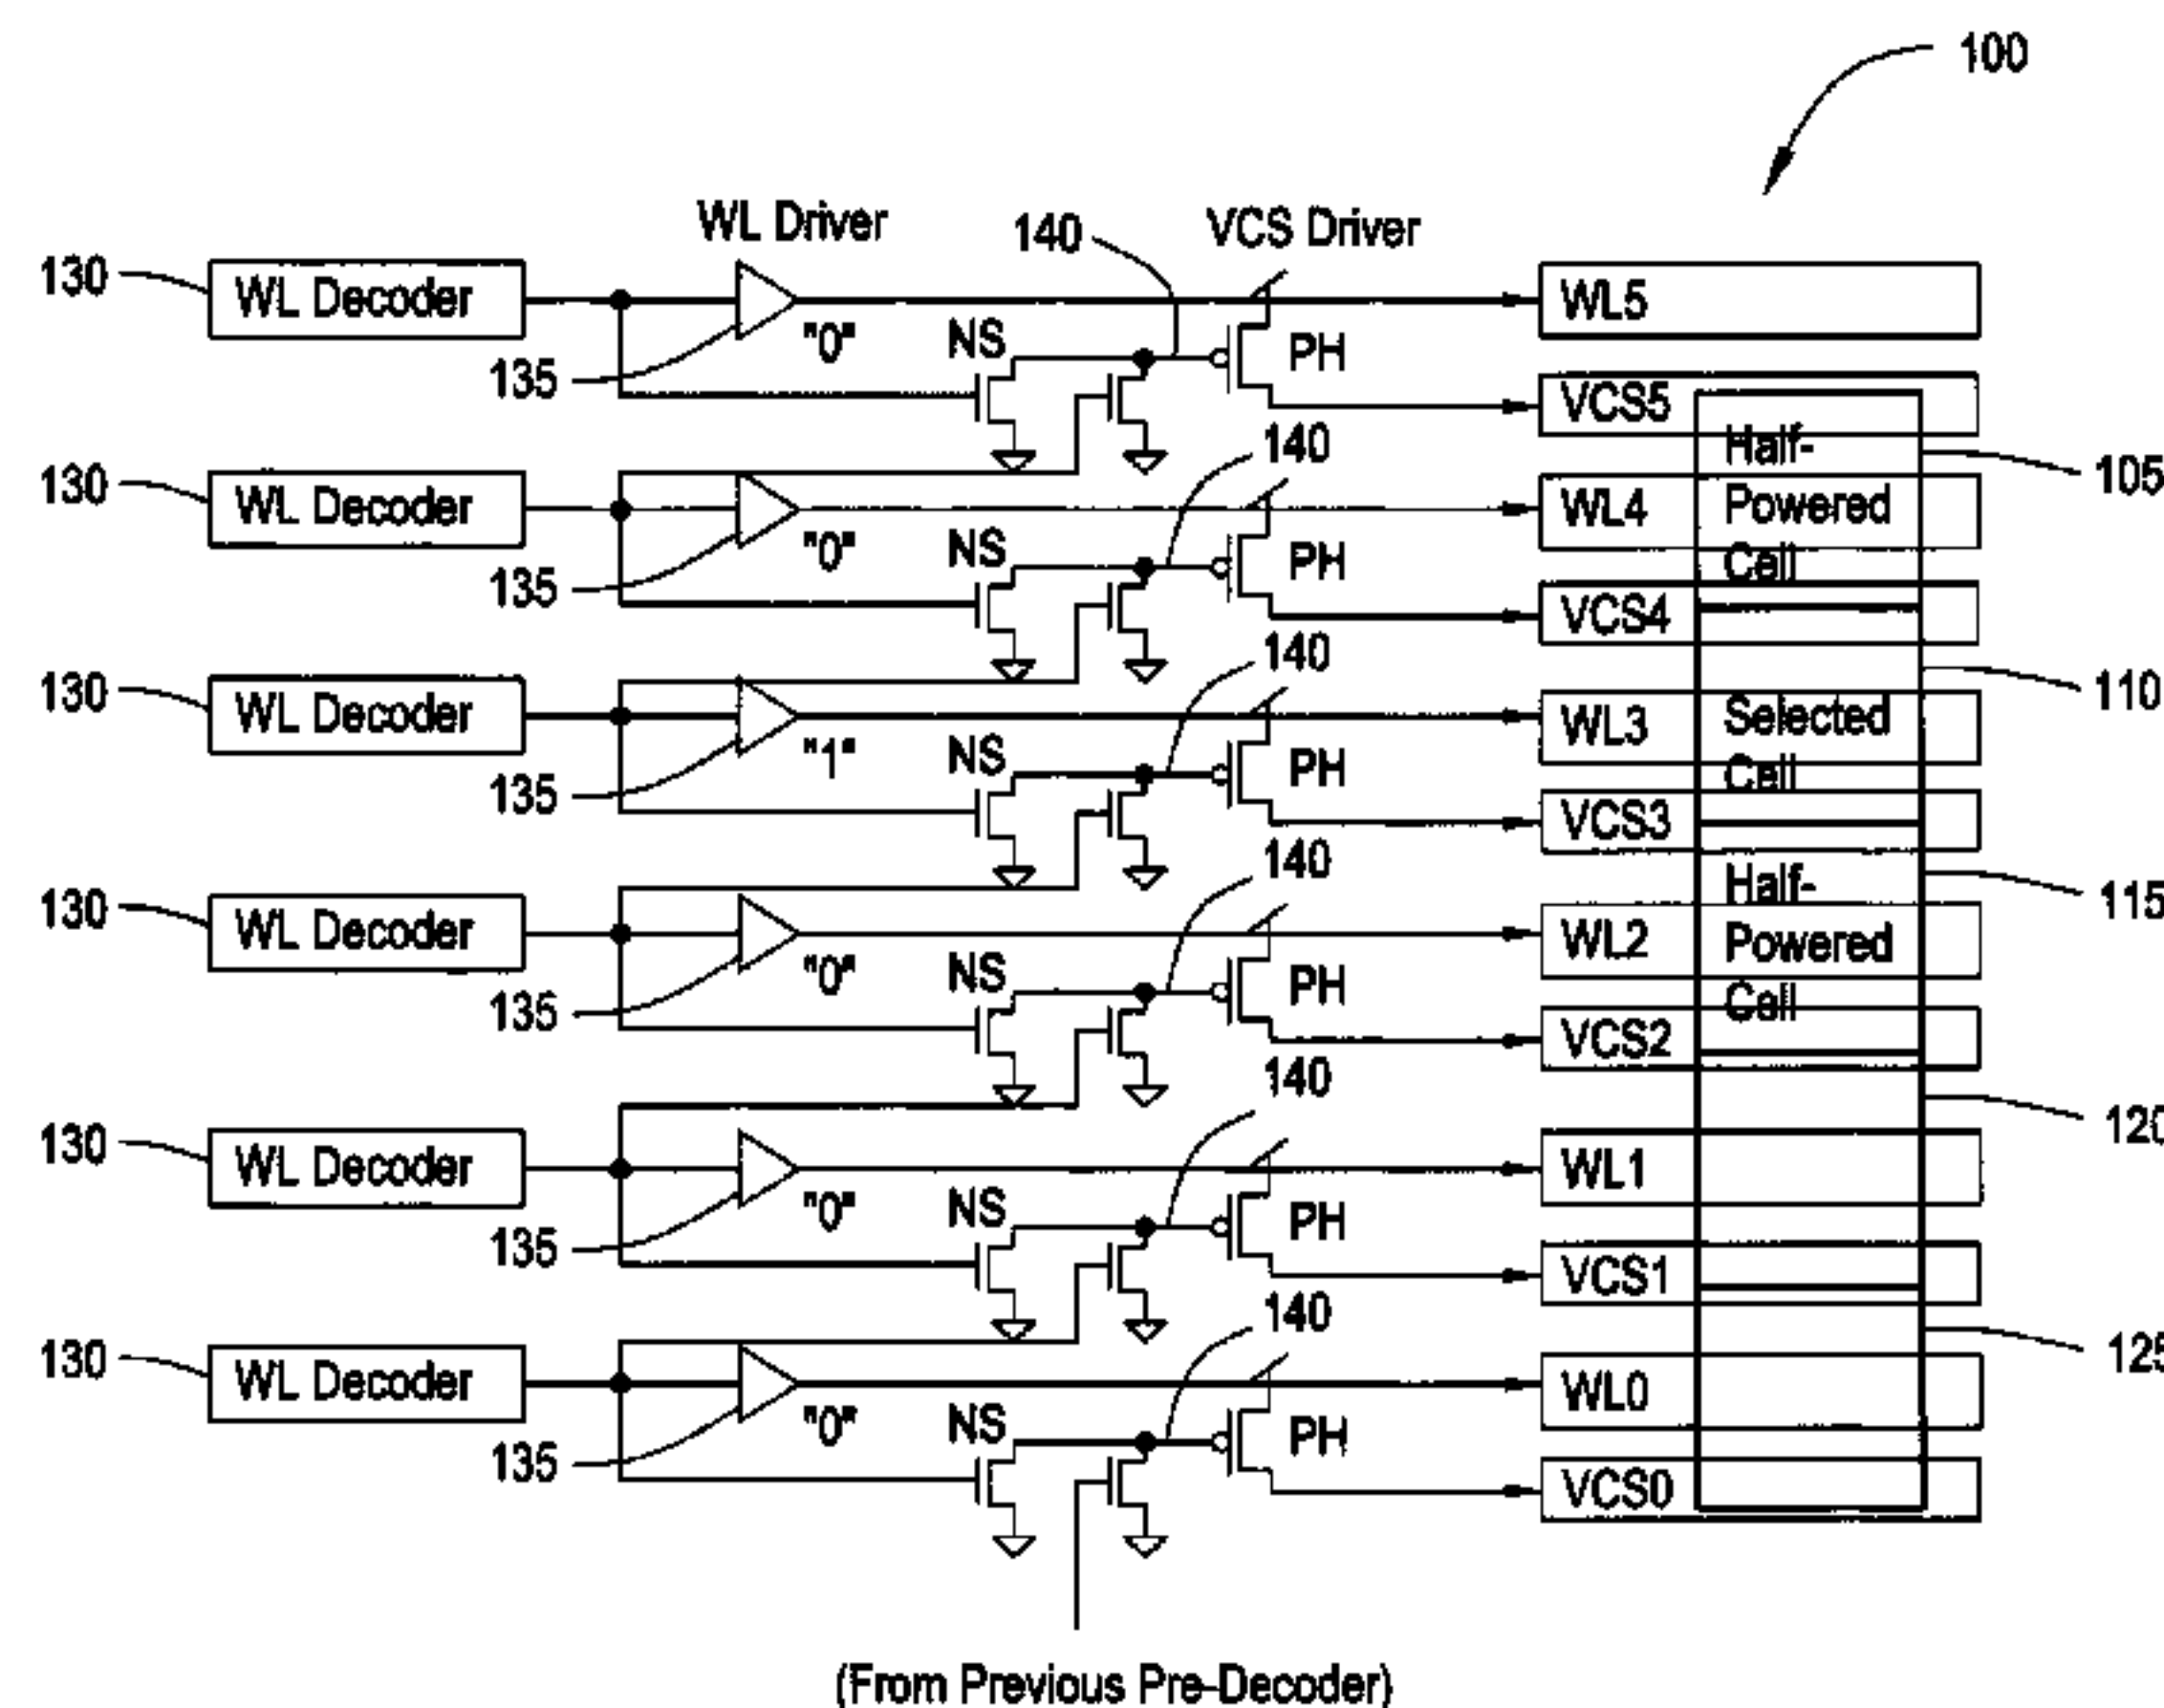 100
WL Driver
140
VCS Driver
130
WL Decoder
"0"
NS
PH
WL5
135
VCS5
140
Half-
105
130
WL Decoder
"0"
NS
PH
WL4
Powered
Cell
135
VCS4
140
110
130
WL Decoder
"1"
NS
PH
WL3
Selected
Cell
135
VCS3
140
Half-
115
130
WL Decoder
"0"
NS
PH
WL2
Powered
Cell
135
VCS2
140
120
130
WL Decoder
"0"
NS
PH
WL1
135
VCS1
140
125
130
WL Decoder
"0"
NS
PH
WL0
135
VCS0
(From Previous Pre-Decoder)